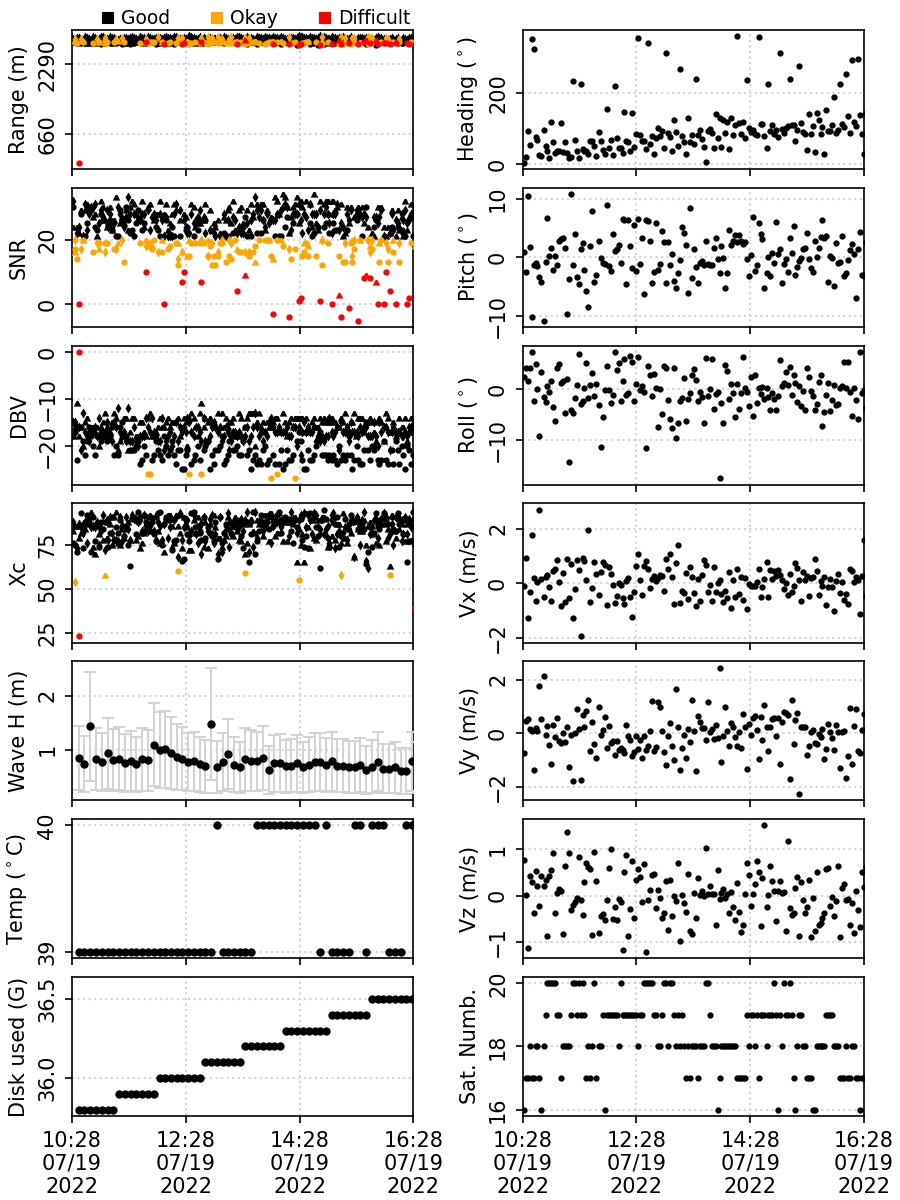 Good Okay Difficult
Range (m)
2290
660
Heading (°)
200
0
SNR
20
0
Pitch (°)
10
0
−10
DBV
0
−10
−20
Roll (°)
0
−10
Xc
75
50
25
Vx (m/s)
2
0
−2
Wave H (m)
2
1
Vy (m/s)
2
0
−2
Temp (°C)
40
39
Vz (m/s)
1
0
−1
Disk used (G)
36.5
36.0
Sat. Numb.
20
18
16
10:28 12:28 14:28 16:28 10:28 12:28 14:28 16:28
07/19 07/19 07/19 07/19 07/19 07/19 07/19 07/19
2022 2022 2022 2022 2022 2022 2022 2022